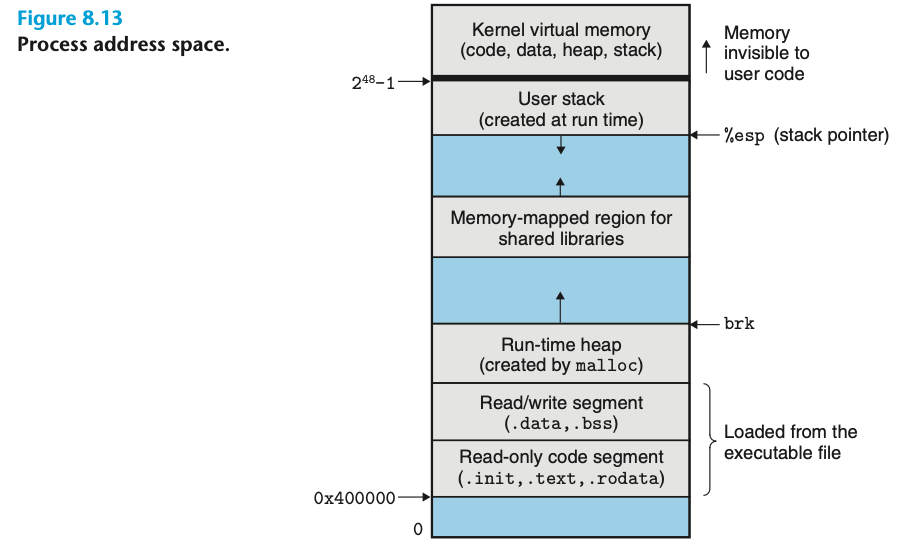 Figure 8.13
Process address space.
Kernel virtual memory
(code, data, heap, stack)
Memory
invisible to
user code
2⁴⁸−1
User stack
(created at run time)
%esp (stack pointer)
Memory-mapped region for
shared libraries
brk
Run-time heap
(created by malloc)
Read/write segment
(.data,.bss)
Loaded from the
executable file
Read-only code segment
(.init,.text,.rodata)
0x400000
0